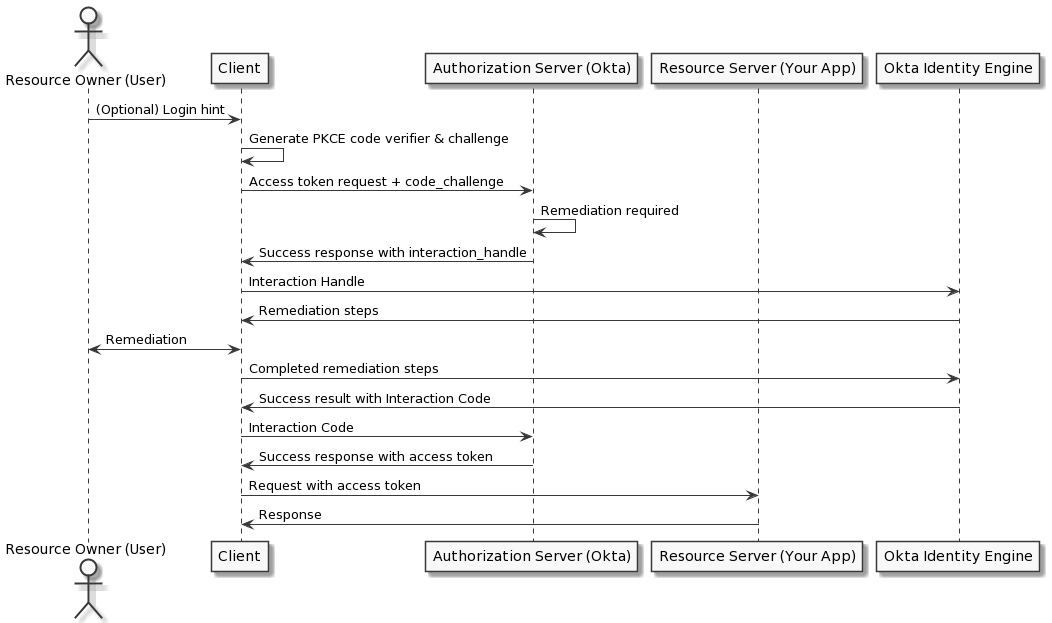 Resource Owner (User)
Client
Authorization Server (Okta)
Resource Server (Your App)
Okta Identity Engine
(Optional) Login hint
Generate PKCE code verifier & challenge
Access token request + code_challenge
Remediation required
Success response with interaction_handle
Interaction Handle
Remediation steps
Remediation
Completed remediation steps
Success result with Interaction Code
Interaction Code
Success response with access token
Request with access token
Response
Resource Owner (User)
Client
Authorization Server (Okta)
Resource Server (Your App)
Okta Identity Engine